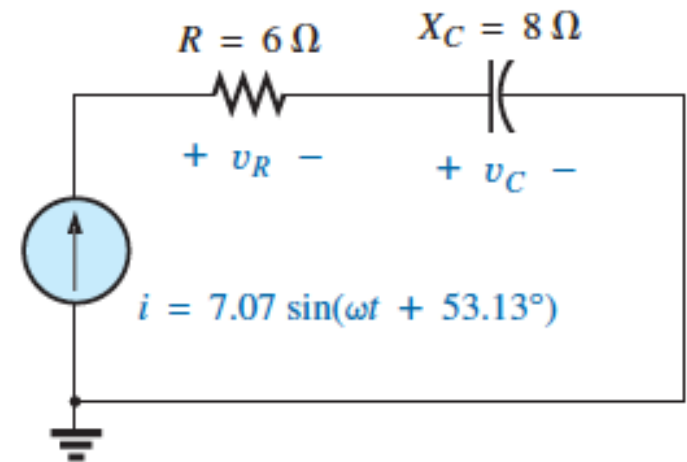 R = 6 Ω
X_C = 8 Ω
+ v_R −
+ v_C −
i = 7.07 sin(ωt + 53.13°)